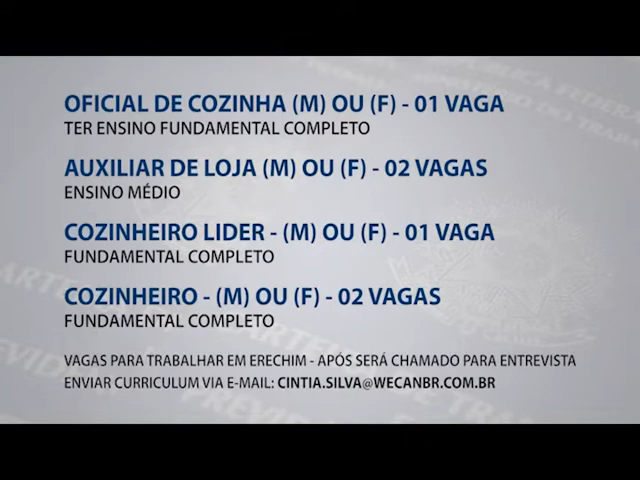 OFICIAL DE COZINHA (M) OU (F) - 01 VAGA
TER ENSINO FUNDAMENTAL COMPLETO
AUXILIAR DE LOJA (M) OU (F) - 02 VAGAS
ENSINO MÉDIO
COZINHEIRO LIDER - (M) OU (F) - 01 VAGA
FUNDAMENTAL COMPLETO
COZINHEIRO - (M) OU (F) - 02 VAGAS
FUNDAMENTAL COMPLETO
VAGAS PARA TRABALHAR EM ERECHIM - APÓS SERÁ CHAMADO PARA ENTREVISTA
ENVIAR CURRICULUM VIA E-MAIL: CINTIA.SILVA@WECANBR.COM.BR